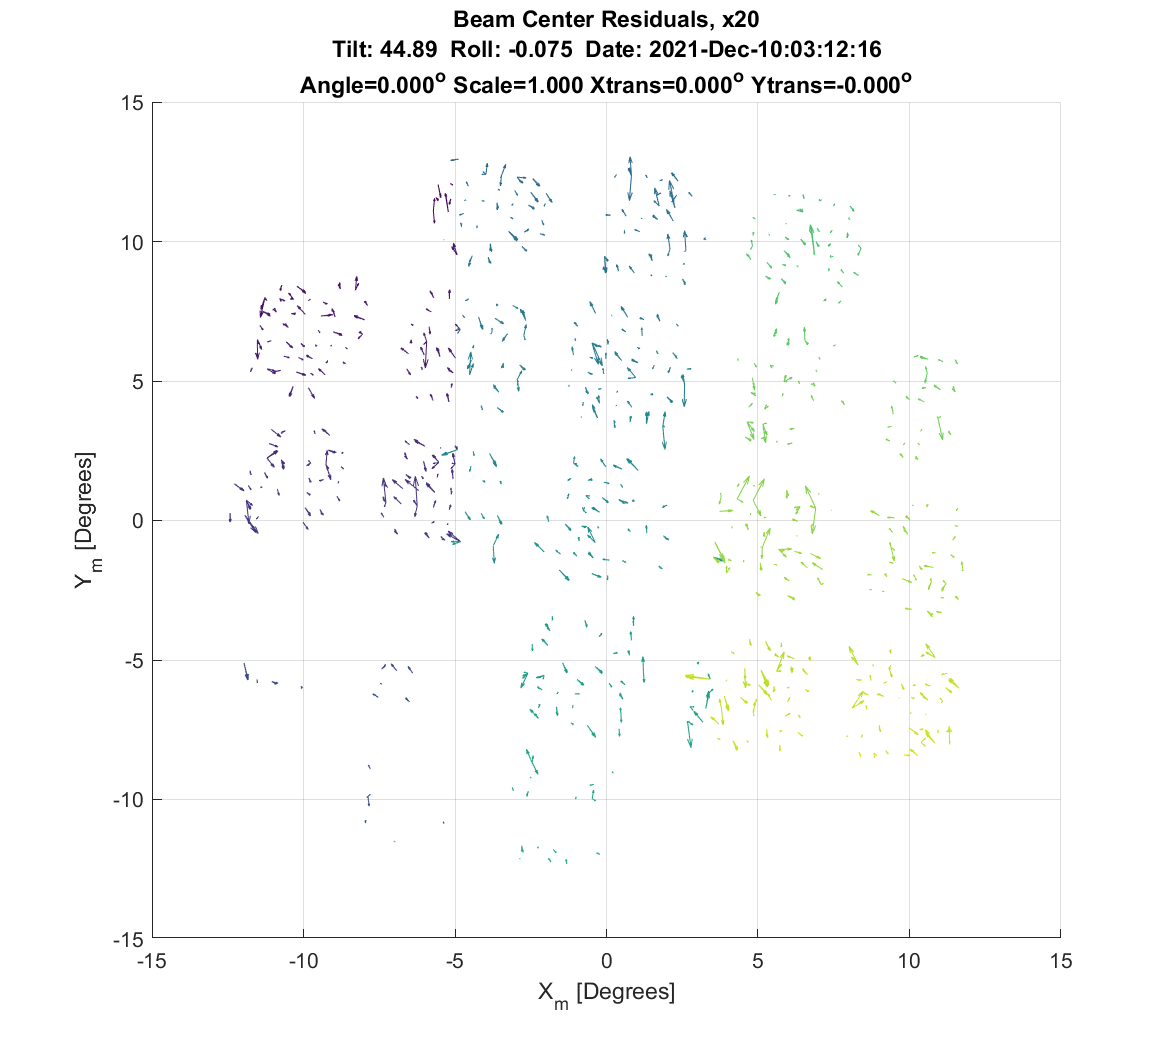 Beam Center Residuals, x20
Tilt: 44.89  Roll: -0.075  Date: 2021-Dec-10:03:12:16
Angle=0.000° Scale=1.000 Xtrans=0.000° Ytrans=-0.000°
15
10
5
0
-5
-10
-15
Y_m [Degrees]
-15 -10 -5 0 5 10 15
X_m [Degrees]